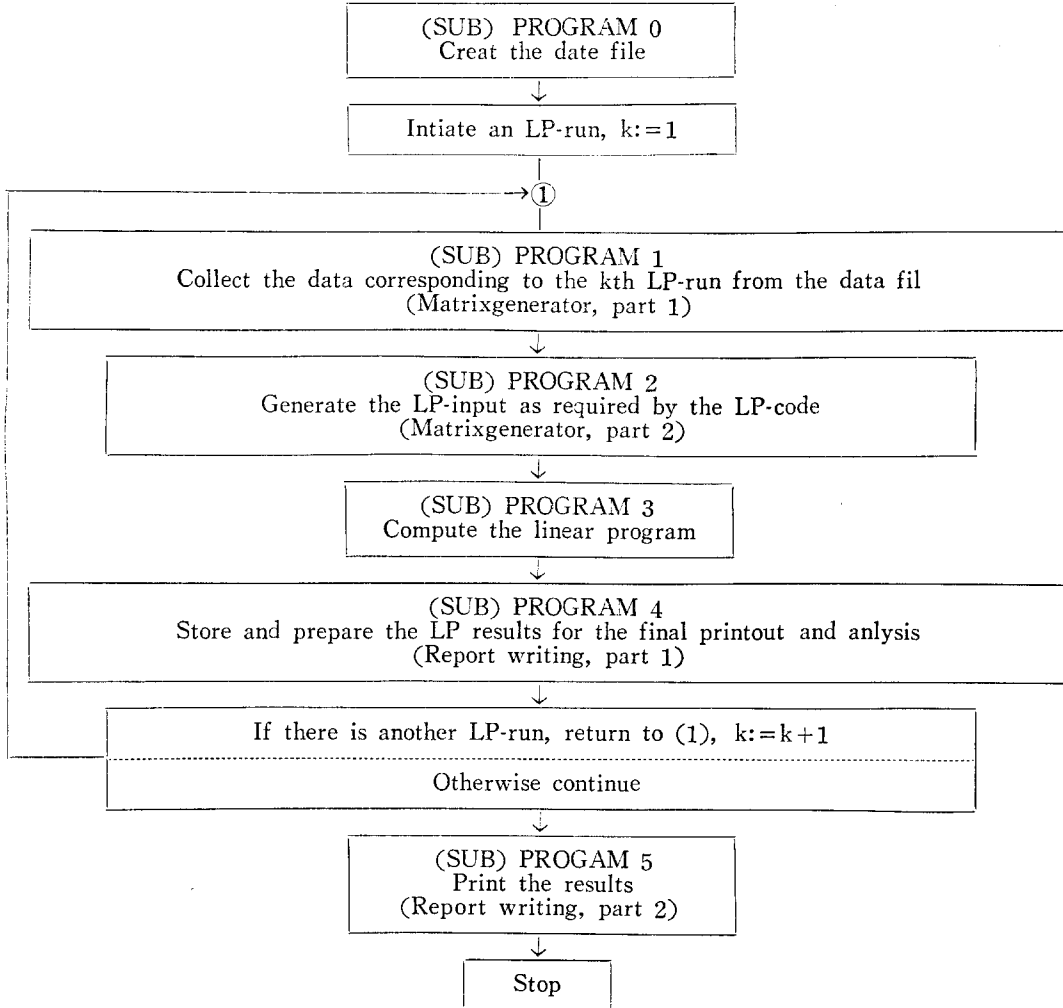 (SUB) PROGRAM 0
Creat the date file
Intiate an LP-run, k:=1
①
(SUB) PROGRAM 1
Collect the data corresponding to the kth LP-run from the data fil
(Matrixgenerator, part 1)
(SUB) PROGRAM 2
Generate the LP-input as required by the LP-code
(Matrixgenerator, part 2)
(SUB) PROGRAM 3
Compute the linear program
(SUB) PROGRAM 4
Store and prepare the LP results for the final printout and anlysis
(Report writing, part 1)
If there is another LP-run, return to (1), k:=k+1
Otherwise continue
(SUB) PROGAM 5
Print the results
(Report writing, part 2)
Stop